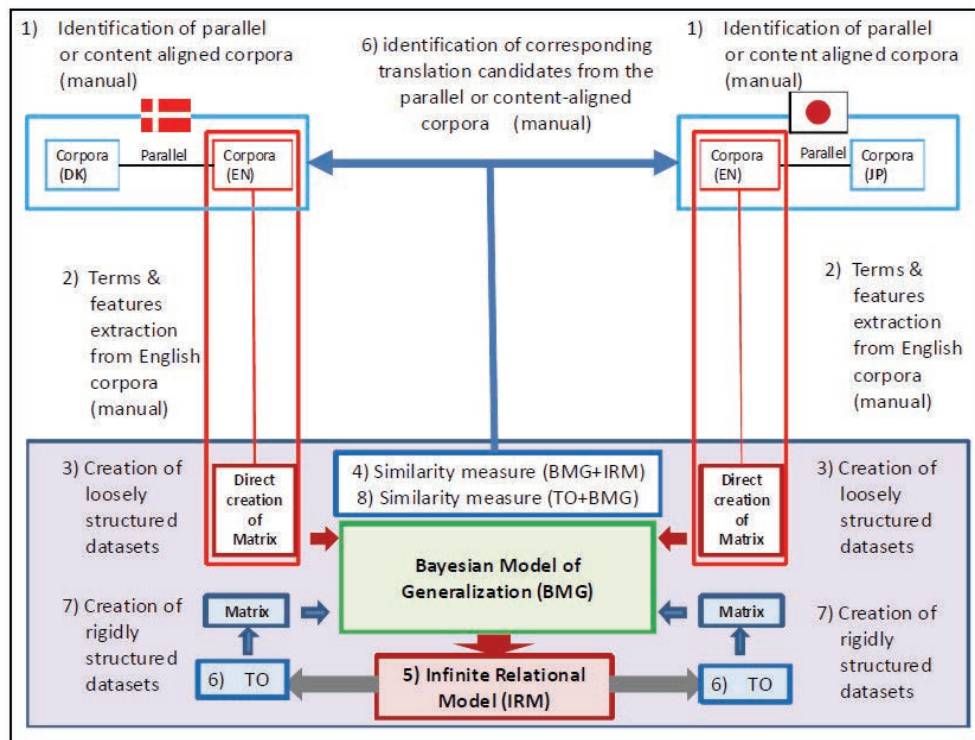 1) Identification of parallel
or content aligned corpora
(manual)
6) identification of corresponding
translation candidates from the
parallel or content-aligned
corpora (manual)
1) Identification of parallel
or content aligned corpora
(manual)
Corpora
(DK)
Parallel
Corpora
(EN)
Corpora
(EN)
Parallel
Corpora
(JP)
2) Terms &
features
extraction
from English
corpora
(manual)
2) Terms &
features
extraction
from English
corpora
(manual)
3) Creation of
loosely
structured
datasets
Direct
creation
of
Matrix
4) Similarity measure (BMG+IRM)
8) Similarity measure (TO+BMG)
Direct
creation
of
Matrix
3) Creation of
loosely
structured
datasets
Bayesian Model of
Generalization (BMG)
7) Creation of
rigidly
structured
datasets
Matrix
6) TO
5) Infinite Relational
Model (IRM)
Matrix
6) TO
7) Creation of
rigidly
structured
datasets